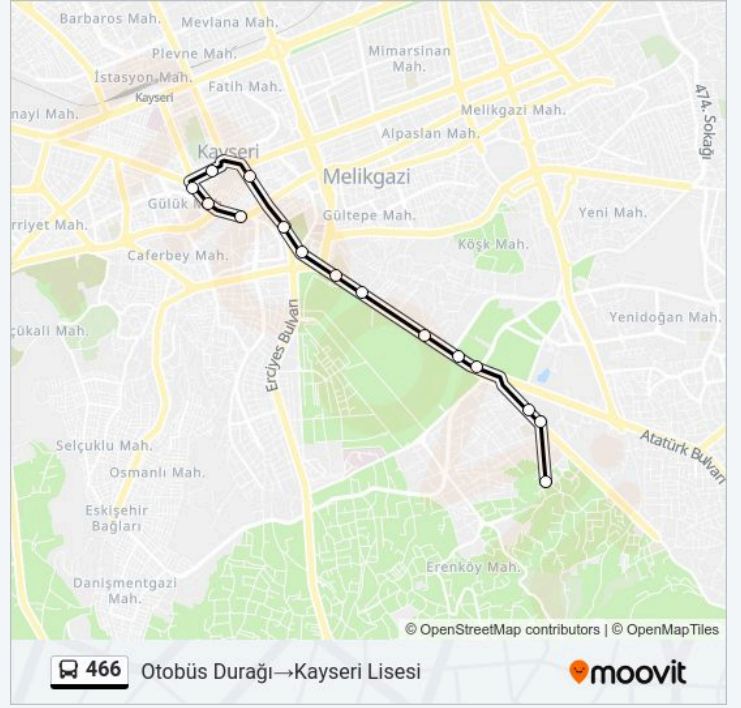 Barbaros Mah.
Mevlana Mah.
Plevne Mah.
Mimarsinan
Mah.
İstasyon Mah.
Kayseri
Fatih Mah.
474. Sokağı
nayi Mah.
Melikgazi Mah.
Alpaslan Mah.
Kayseri
Melikgazi
Gülük
rriyet Mah.
Gültepe Mah.
Yeni Mah.
Caferbey Mah.
Köşk Mah.
çükali Mah.
Erciyes Bulvarı
Yenidoğan Mah.
Selçuklu Mah.
Atatürk Bulvarı
Osmanlı Mah.
Eskişehir
Bağları
Danişmentgazi
Mah.
Erenköy Mah.
© OpenStreetMap contributors | © OpenMapTiles
466 Otobüs Durağı→Kayseri Lisesi
moovit